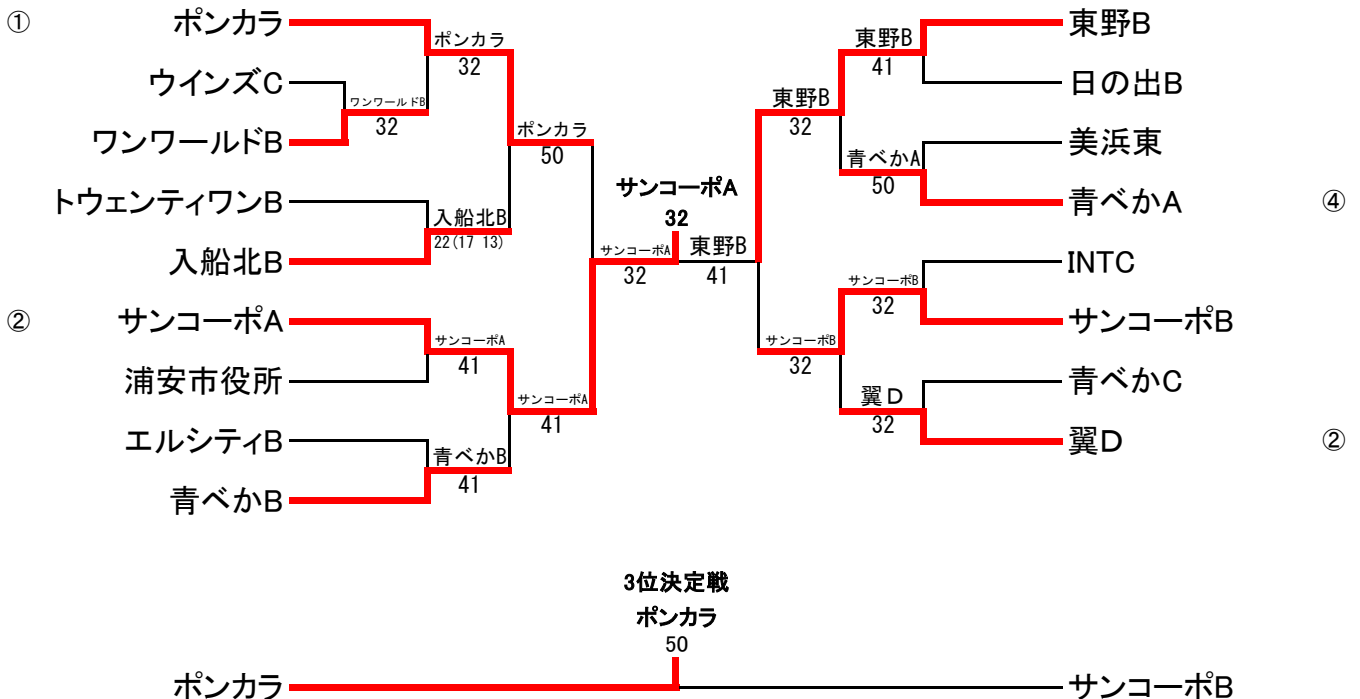 ① ポンカラ
ウインズC
ワンワールドB
トウェンティワンB
入船北B
② サンコーポA
浦安市役所
エルシティB
青べかB
ワンワールドB
32
ポンカラ
32
入船北B
22(17 13)
サンコーポA
41
青べかB
41
ポンカラ
50
サンコーポA
41
サンコーポA
32
サンコーポA
32
東野B
41
東野B
32
サンコーポB
32
東野B
41
青べかA
50
サンコーポB
32
翼D
32
東野B
日の出B
美浜東
青べかA ④
INTC
サンコーポB
青べかC
翼D ②
3位決定戦
ポンカラ
50
ポンカラ
サンコーポB